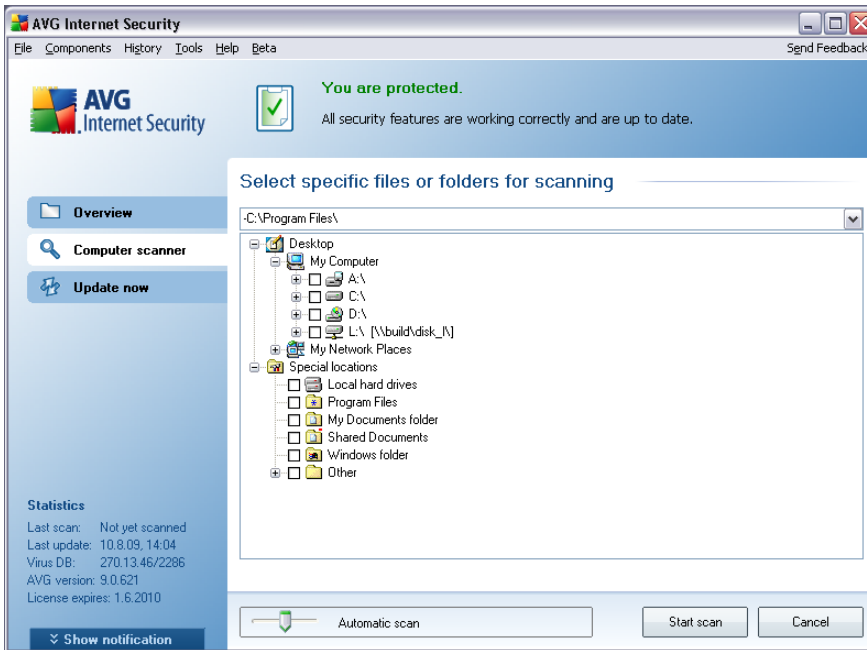 AVG Internet Security
File Components History Tools Help Beta Send Feedback
AVG
Internet Security
You are protected.
All security features are working correctly and are up to date.
Overview
Computer scanner
Update now
Select specific files or folders for scanning
-C:\Program Files\
Desktop
My Computer
A:\
C:\
D:\
L:\ [\\build\disk_l\]
My Network Places
Special locations
Local hard drives
Program Files
My Documents folder
Shared Documents
Windows folder
Other
Statistics
Last scan: Not yet scanned
Last update: 10.8.09, 14:04
Virus DB: 270.13.46/2286
AVG version: 9.0.621
License expires: 1.6.2010
Show notification
Automatic scan
Start scan
Cancel